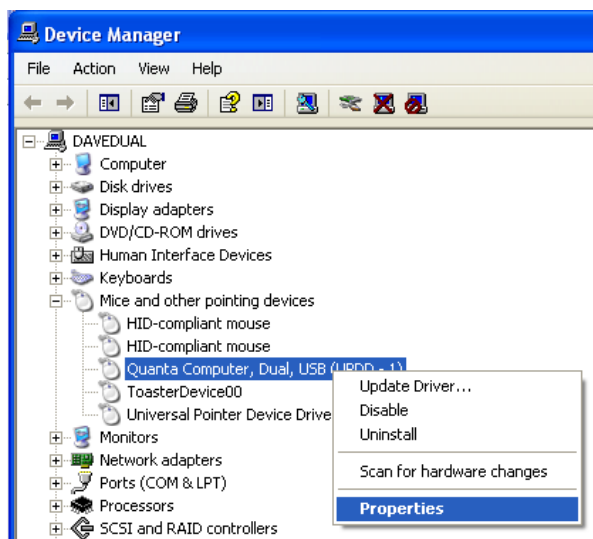 Device Manager
File Action View Help
DAVEDUAL
Computer
Disk drives
Display adapters
DVD/CD-ROM drives
Human Interface Devices
Keyboards
Mice and other pointing devices
HID-compliant mouse
HID-compliant mouse
Quanta Computer, Dual, USB (UPDD - 1)
ToasterDevice00
Universal Pointer Device Drive
Monitors
Network adapters
Ports (COM & LPT)
Processors
SCSI and RAID controllers
Update Driver...
Disable
Uninstall
Scan for hardware changes
Properties